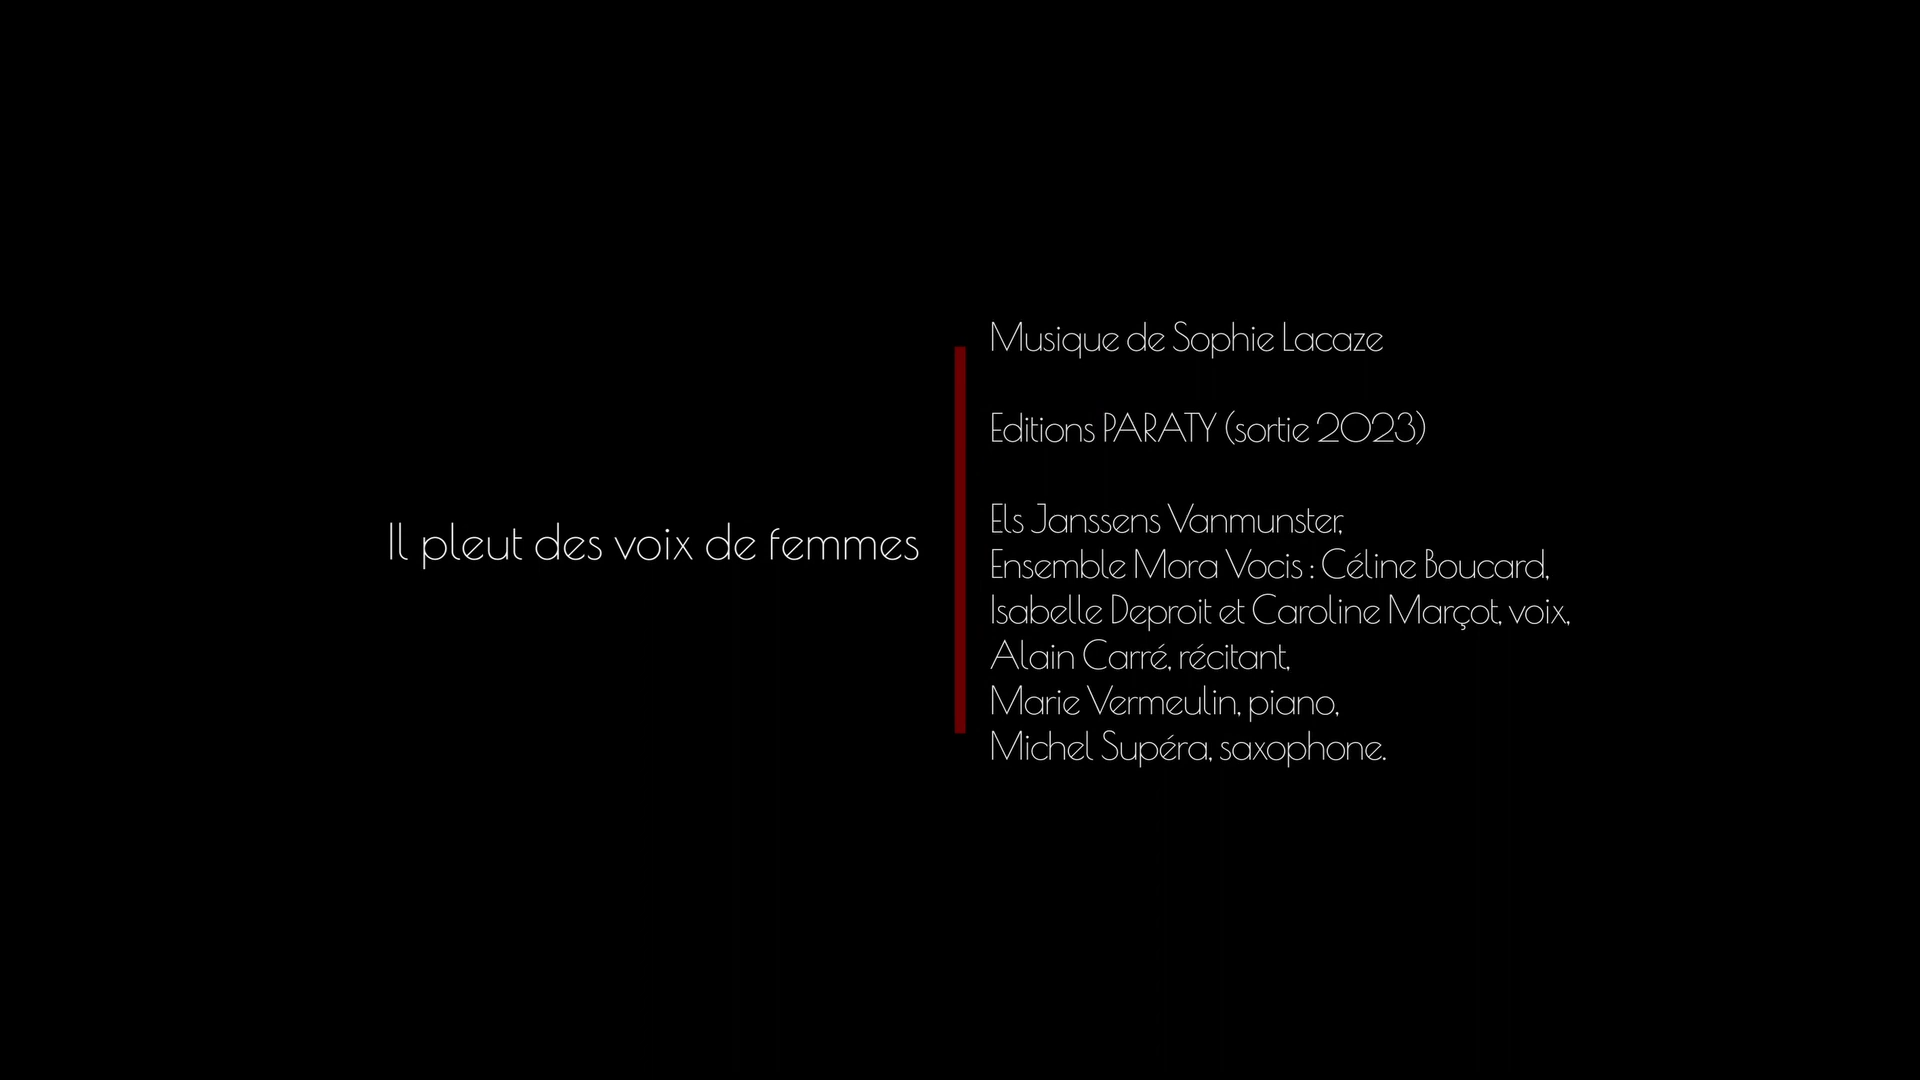 Il pleut des voix de femmes
Musique de Sophie Lacaze
Editions PARATY (sortie 2023)
Els Janssens Vanmunster,
Ensemble Mora Vocis : Céline Boucard,
Isabelle Deproit et Caroline Marçot, voix,
Alain Carré, récitant,
Marie Vermeulin, piano,
Michel Supéra, saxophone.